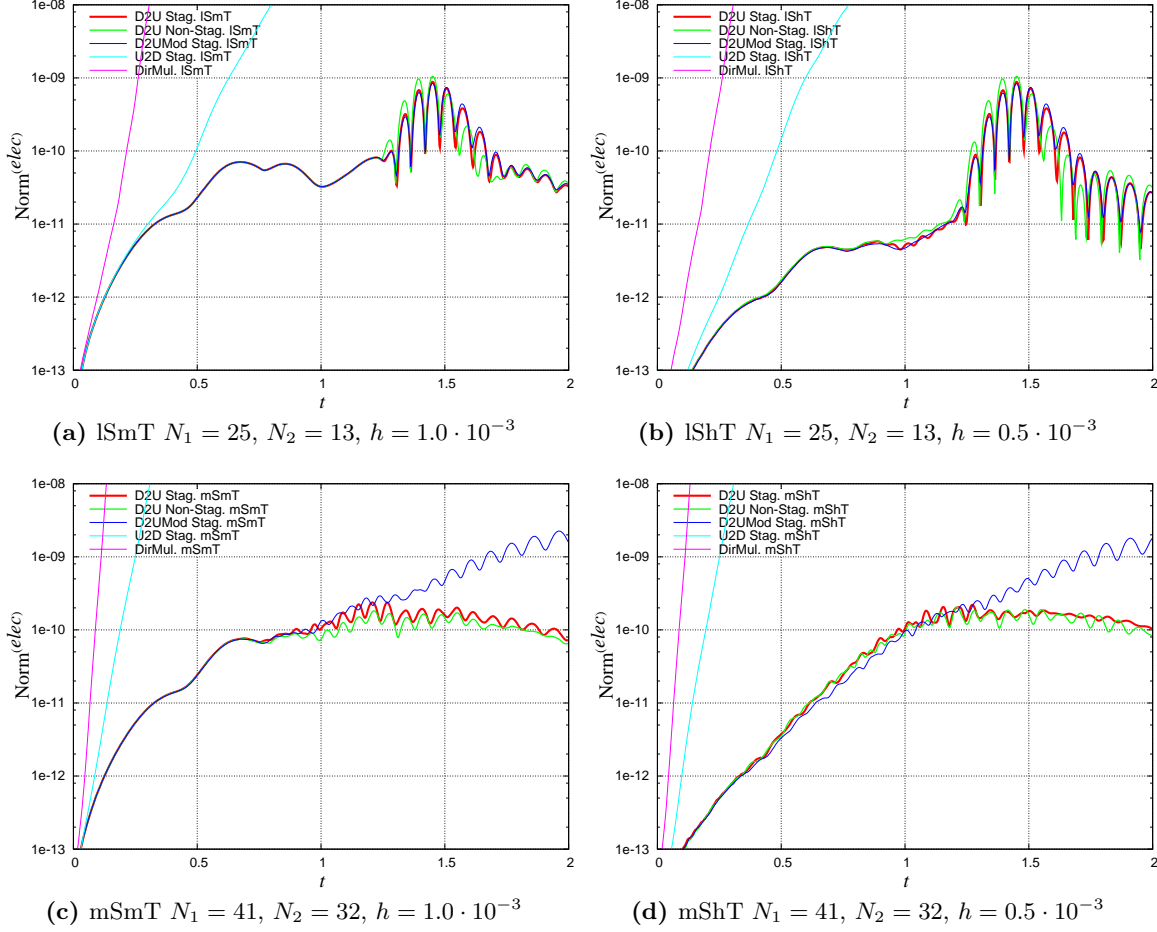 1e-08
1e-09
1e-10
1e-11
1e-12
1e-13
Norm(elec)
D2U Stag. lSmT
D2U Non-Stag. lSmT
D2UMod Stag. lSmT
U2D Stag. lSmT
DirMul. lSmT
0 0.5 1 1.5 2
t
(a) lSmT N1 = 25, N2 = 13, h = 1.0 · 10−3
1e-08
1e-09
1e-10
1e-11
1e-12
1e-13
Norm(elec)
D2U Stag. lShT
D2U Non-Stag. lShT
D2UMod Stag. lShT
U2D Stag. lShT
DirMul. lShT
0 0.5 1 1.5 2
t
(b) lShT N1 = 25, N2 = 13, h = 0.5 · 10−3
1e-08
1e-09
1e-10
1e-11
1e-12
1e-13
Norm(elec)
D2U Stag. mSmT
D2U Non-Stag. mSmT
D2UMod Stag. mSmT
U2D Stag. mSmT
DirMul. mSmT
0 0.5 1 1.5 2
t
(c) mSmT N1 = 41, N2 = 32, h = 1.0 · 10−3
1e-08
1e-09
1e-10
1e-11
1e-12
1e-13
Norm(elec)
D2U Stag. mShT
D2U Non-Stag. mShT
D2UMod Stag. mShT
U2D Stag. mShT
DirMul. mShT
0 0.5 1 1.5 2
t
(d) mShT N1 = 41, N2 = 32, h = 0.5 · 10−3